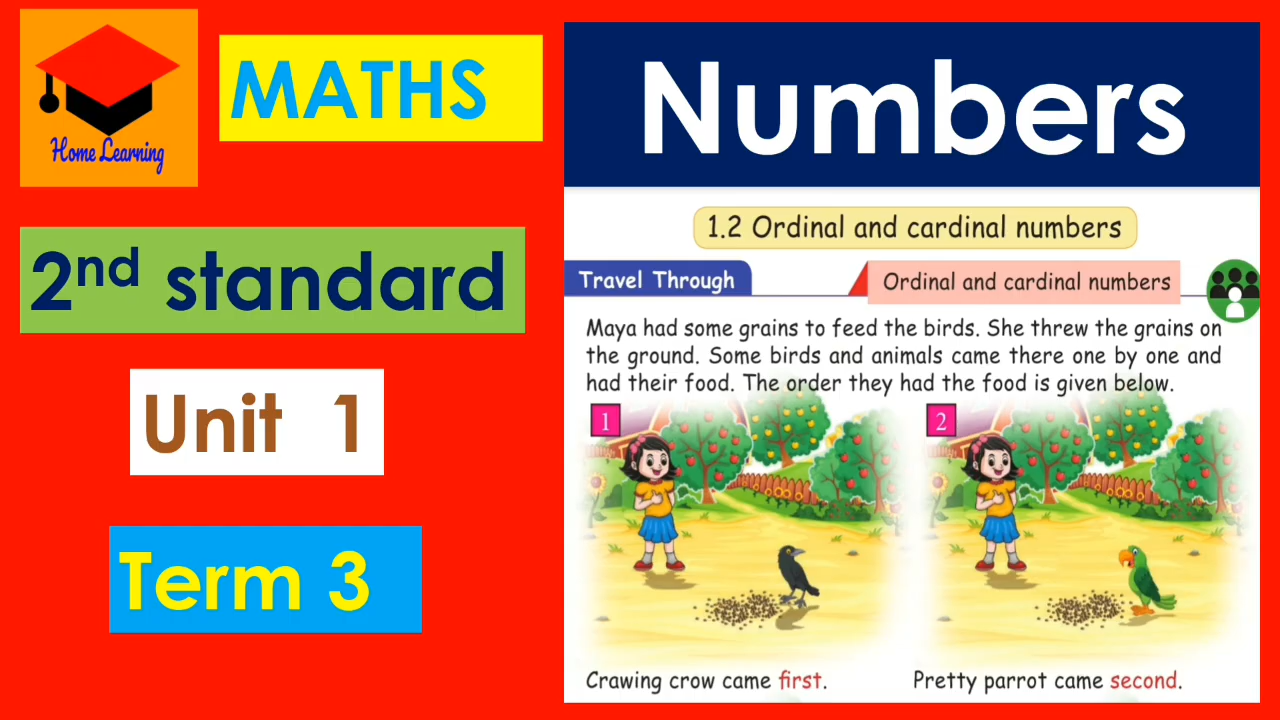 Home Learning
MATHS
2nd standard
Unit 1
Term 3
Numbers
1.2 Ordinal and cardinal numbers
Travel Through
Ordinal and cardinal numbers
Maya had some grains to feed the birds. She threw the grains on
the ground. Some birds and animals came there one by one and
had their food. The order they had the food is given below.
1
2
Crawing crow came first.
Pretty parrot came second.